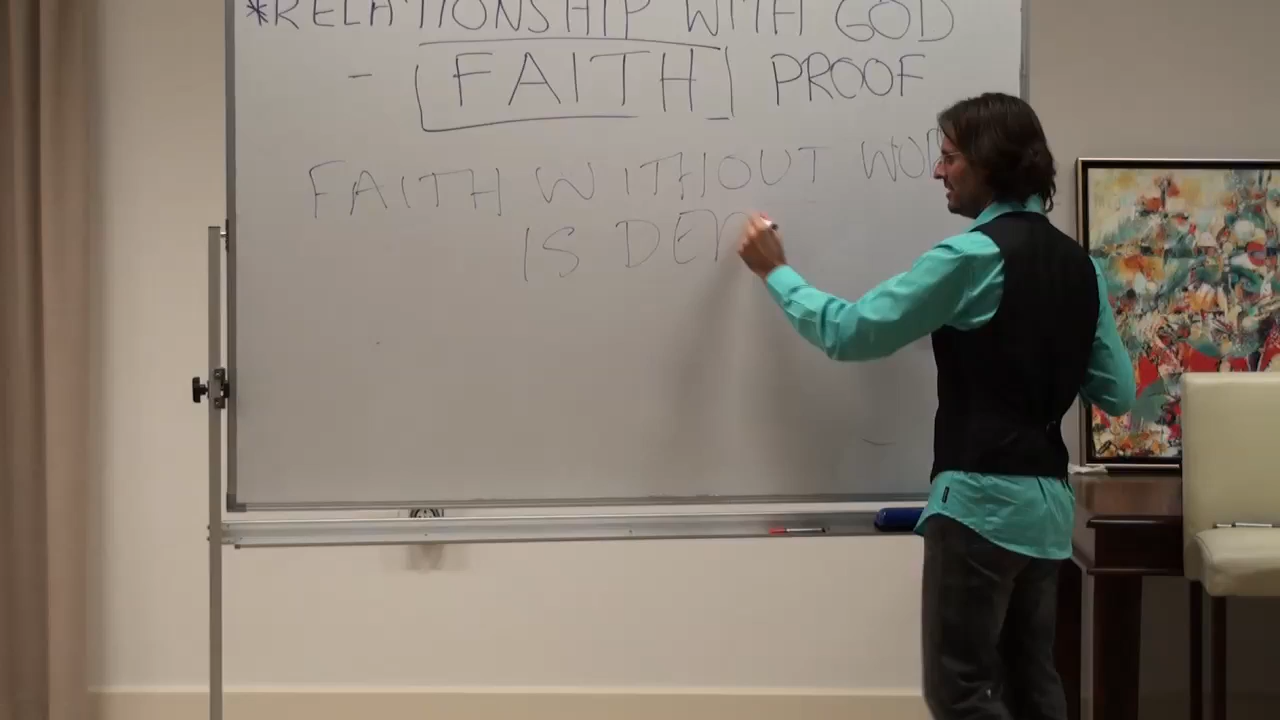 *RELATIONSHIP WITH GOD
- FAITH PROOF
FAITH WITHOUT
IS